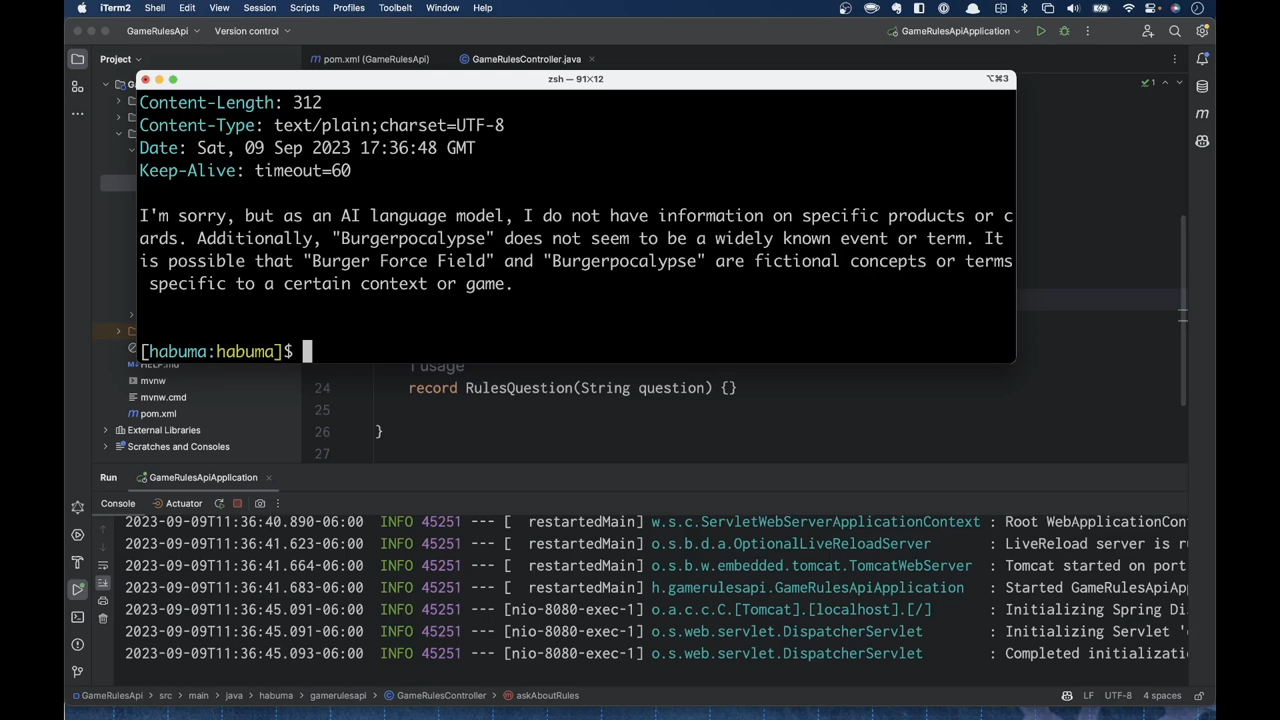 iTerm2 Shell Edit View Session Scripts Profiles Toolbelt Window Help
GameRulesApi Version control GameRulesApiApplication
Project pom.xml (GameRulesApi) GameRulesController.java
zsh — 91×12 ⌥⌘3
Content-Length: 312
Content-Type: text/plain;charset=UTF-8
Date: Sat, 09 Sep 2023 17:36:48 GMT
Keep-Alive: timeout=60
I'm sorry, but as an AI language model, I do not have information on specific products or c
ards. Additionally, "Burgerpocalypse" does not seem to be a widely known event or term. It
is possible that "Burger Force Field" and "Burgerpocalypse" are fictional concepts or terms
specific to a certain context or game.
[habuma:habuma]$
1 usage
HELP.md
mvnw
24 record RulesQuestion(String question) {}
mvnw.cmd
25
pom.xml
26 }
External Libraries
Scratches and Consoles
27
Run GameRulesApiApplication
Console Actuator
2023-09-09T11:36:40.890-06:00 INFO 45251 --- [ restartedMain] w.s.c.ServletWebServerApplicationContext : Root WebApplicationCon
2023-09-09T11:36:41.623-06:00 INFO 45251 --- [ restartedMain] o.s.b.d.a.OptionalLiveReloadServer : LiveReload server is ru
2023-09-09T11:36:41.664-06:00 INFO 45251 --- [ restartedMain] o.s.b.w.embedded.tomcat.TomcatWebServer : Tomcat started on port
2023-09-09T11:36:41.683-06:00 INFO 45251 --- [ restartedMain] h.gamerulesapi.GameRulesApiApplication : Started GameRulesApiAp
2023-09-09T11:36:45.091-06:00 INFO 45251 --- [nio-8080-exec-1] o.a.c.c.C.[Tomcat].[localhost].[/] : Initializing Spring Di
2023-09-09T11:36:45.091-06:00 INFO 45251 --- [nio-8080-exec-1] o.s.web.servlet.DispatcherServlet : Initializing Servlet '
2023-09-09T11:36:45.093-06:00 INFO 45251 --- [nio-8080-exec-1] o.s.web.servlet.DispatcherServlet : Completed initializati
GameRulesApi src main java habuma gamerulesapi GameRulesController askAboutRules LF UTF-8 4 spaces